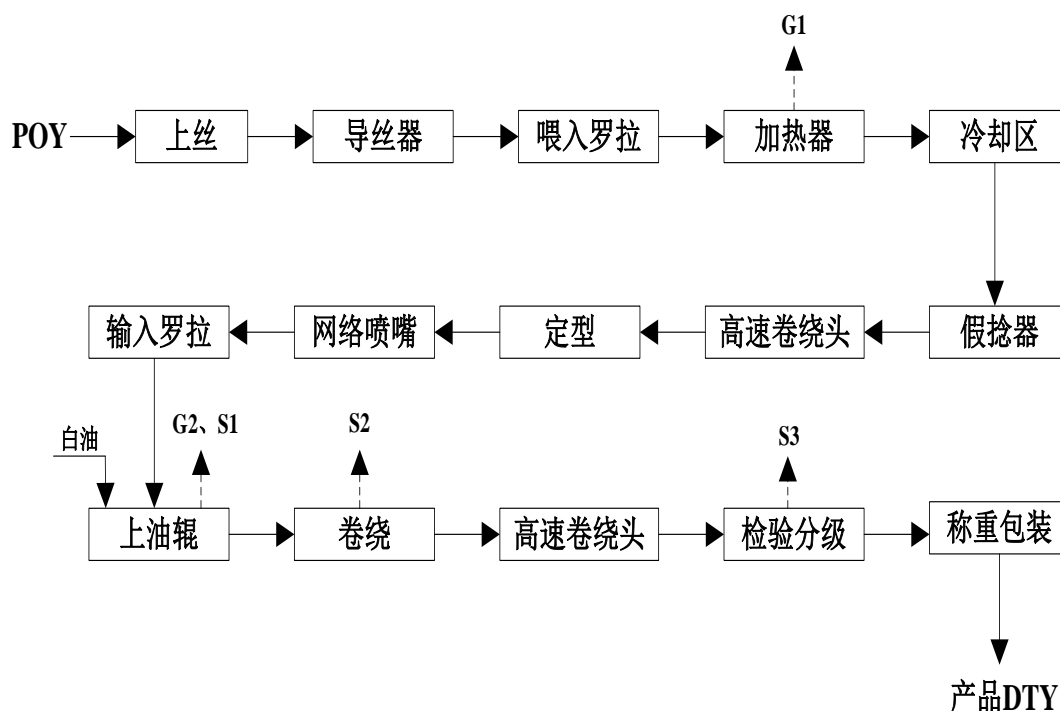 G1
POY
上丝
导丝器
喂入罗拉
加热器
冷却区
输入罗拉
网络喷嘴
定型
高速卷绕头
假捻器
白油
G2、S1
S2
S3
上油辊
卷绕
高速卷绕头
检验分级
称重包装
产品DTY